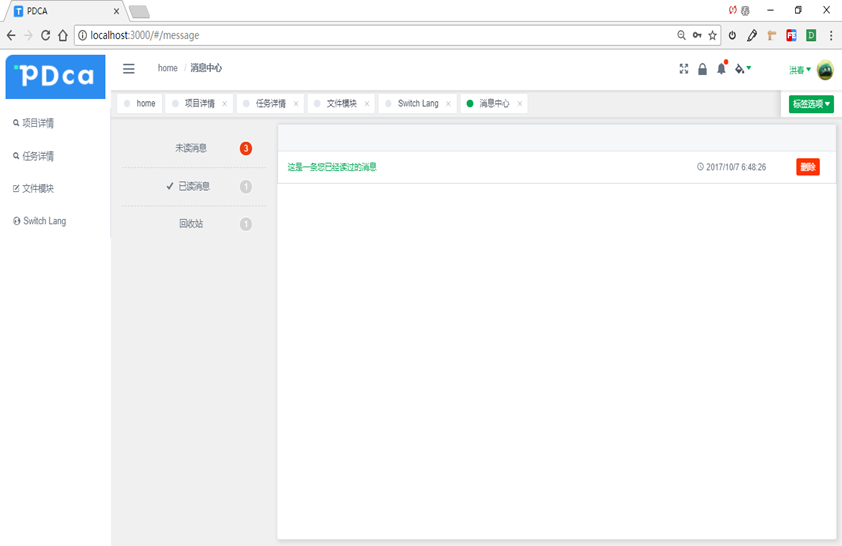 T PDCA
localhost:3000/#/message
FE
D
PDca
home / 消息中心
洪春
home
项目详情
任务详情
文件模块
Switch Lang
消息中心
标签选项
项目详情
任务详情
文件模块
Switch Lang
未读消息 3
已读消息 1
回收站 1
这是一条您已经读过的消息 2017/10/7 6:48:26 删除